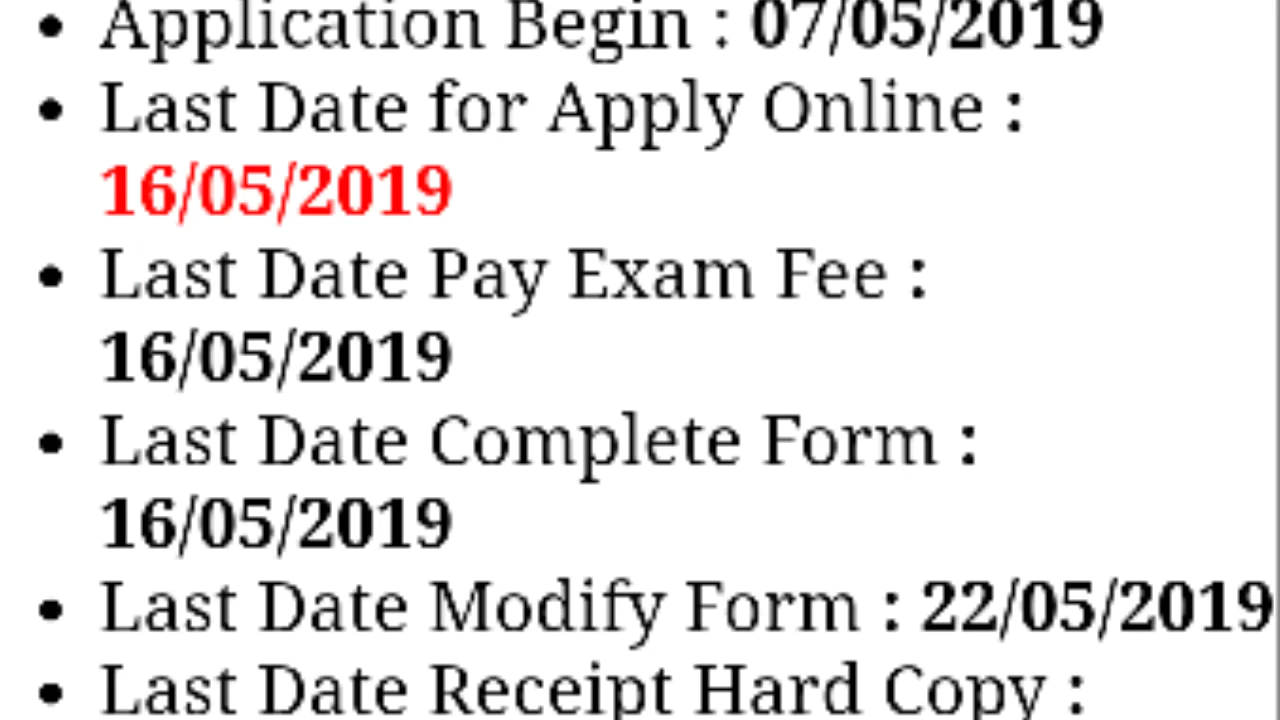 • Application Begin : 07/05/2019
• Last Date for Apply Online :
16/05/2019
• Last Date Pay Exam Fee :
16/05/2019
• Last Date Complete Form :
16/05/2019
• Last Date Modify Form : 22/05/2019
• Last Date Receipt Hard Copy :